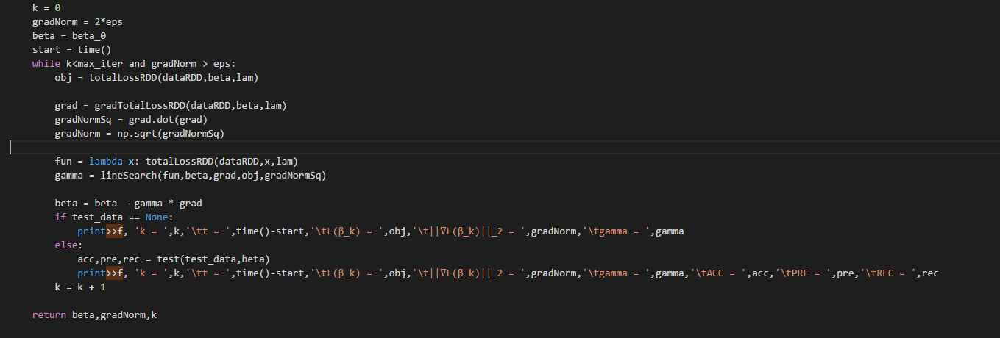 k = 0
gradNorm = 2*eps
beta = beta_0
start = time()
while k<max_iter and gradNorm > eps:
    obj = totalLossRDD(dataRDD,beta,lam)

    grad = gradTotalLossRDD(dataRDD,beta,lam)
    gradNormSq = grad.dot(grad)
    gradNorm = np.sqrt(gradNormSq)

    fun = lambda x: totalLossRDD(dataRDD,x,lam)
    gamma = lineSearch(fun,beta,grad,obj,gradNormSq)

    beta = beta - gamma * grad
    if test_data == None:
        print>>f, 'k = ',k,'\tt = ',time()-start,'\tL(β_k) = ',obj,'\t||∇L(β_k)||_2 = ',gradNorm,'\tgamma = ',gamma
    else:
        acc,pre,rec = test(test_data,beta)
        print>>f, 'k = ',k,'\tt = ',time()-start,'\tL(β_k) = ',obj,'\t||∇L(β_k)||_2 = ',gradNorm,'\tgamma = ',gamma,'\tACC = ',acc,'\tPRE = ',pre,'\tREC = ',rec
    k = k + 1

return beta,gradNorm,k